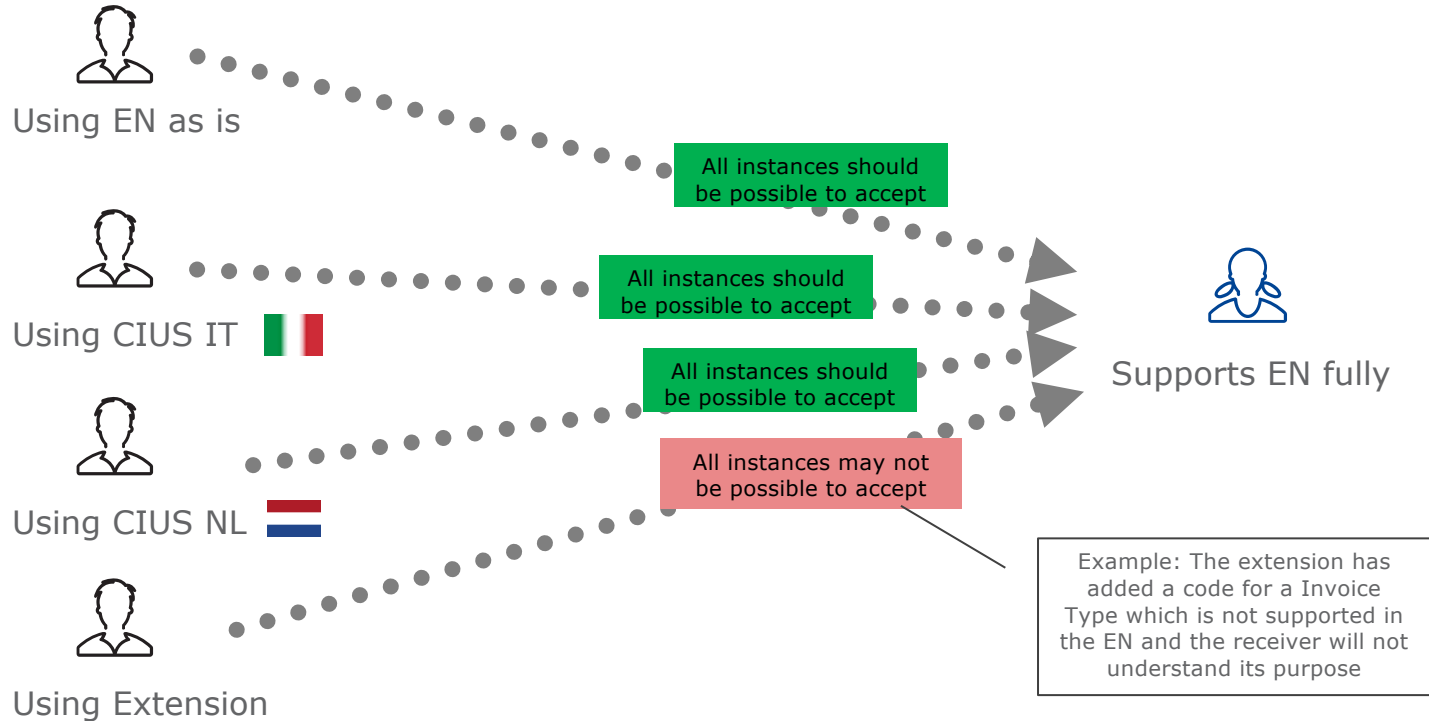 Using EN as is
All instances should
be possible to accept
Using CIUS IT
All instances should
be possible to accept
Supports EN fully
All instances should
be possible to accept
Using CIUS NL
All instances may not
be possible to accept
Example: The extension has
added a code for a Invoice
Type which is not supported in
the EN and the receiver will not
understand its purpose
Using Extension